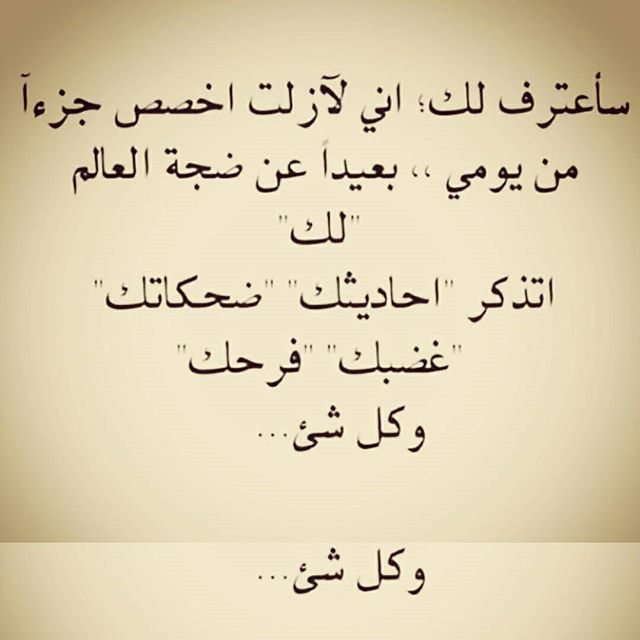 سأعترف لك؛ اني لآزلت اخصص جزءآ
من يومي ،، بعيداً عن ضجة العالم
"لك"
اتذكر "احاديثك" "ضحكاتك"
"غضبك" "فرحك"
وكل شئ...
وكل شئ...